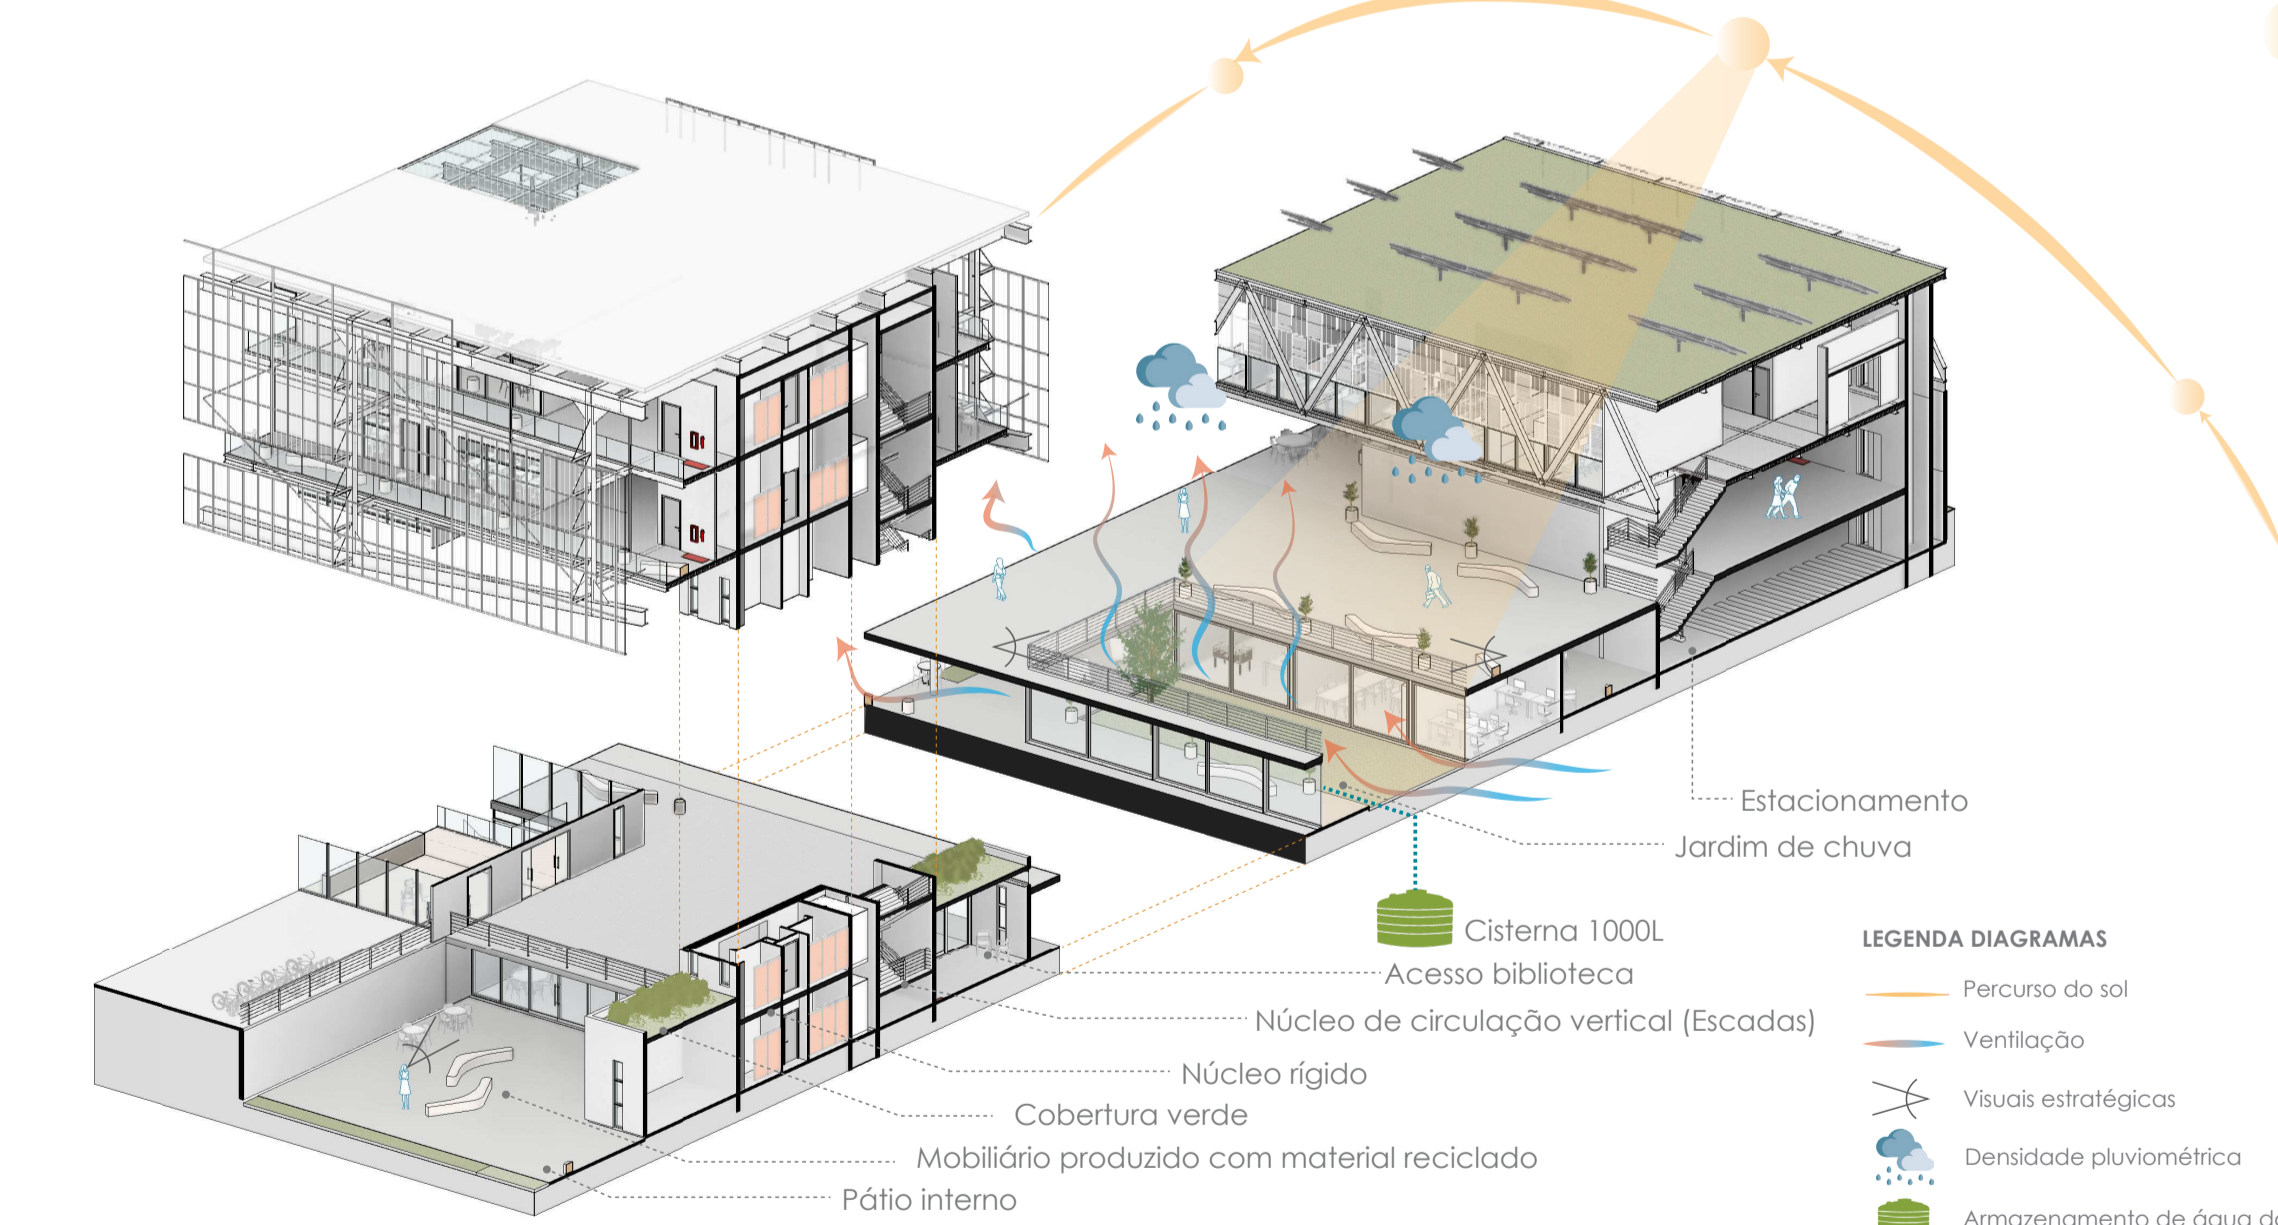 Estacionamento
Jardim de chuva
Cisterna 1000L
Acesso biblioteca
Núcleo de circulação vertical (Escadas)
Núcleo rígido
Cobertura verde
Mobiliário produzido com material reciclado
Pátio interno
LEGENDA DIAGRAMAS
Percurso do sol
Ventilação
Visuais estratégicas
Densidade pluviométrica
Armazenamento de água